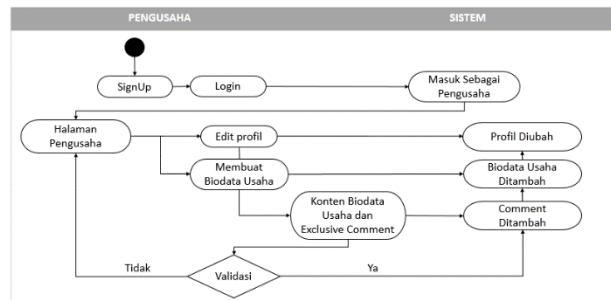 PENGUSAHA
SISTEM
SignUp
Login
Masuk Sebagai
Pengusaha
Halaman
Pengusaha
Edit profil
Profil Diubah
Membuat
Biodata Usaha
Biodata Usaha
Ditambah
Konten Biodata
Usaha dan
Exclusive Comment
Comment
Ditambah
Tidak
Validasi
Ya